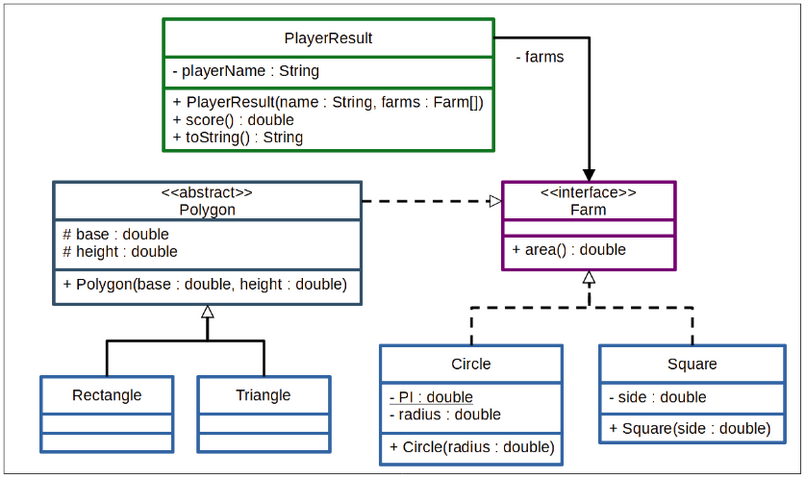 PlayerResult
- playerName : String
+ PlayerResult(name : String, farms : Farm[])
+ score() : double
+ toString() : String
- farms
<<abstract>>
Polygon
# base : double
# height : double
+ Polygon(base : double, height : double)
<<interface>>
Farm
+ area() : double
Rectangle
Triangle
Circle
- PI : double
- radius : double
+ Circle(radius : double)
Square
- side : double
+ Square(side : double)